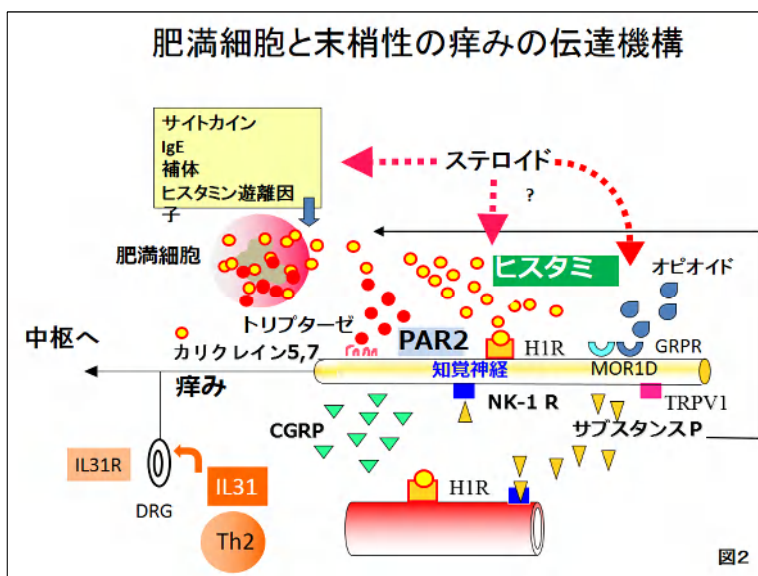 肥満細胞と末梢性の痒みの伝達機構
サイトカイン
IgE
補体
ヒスタミン遊離因
子
ステロイド
?
肥満細胞
ヒスタミ
オピオイド
トリプターゼ
中枢へ
カリクレイン5,7
PAR2
H1R
GRPR
痒み
知覚神経
MOR1D
NK-1 R
TRPV1
CGRP
サブスタンスP
IL31R
IL31
DRG
H1R
Th2
図2